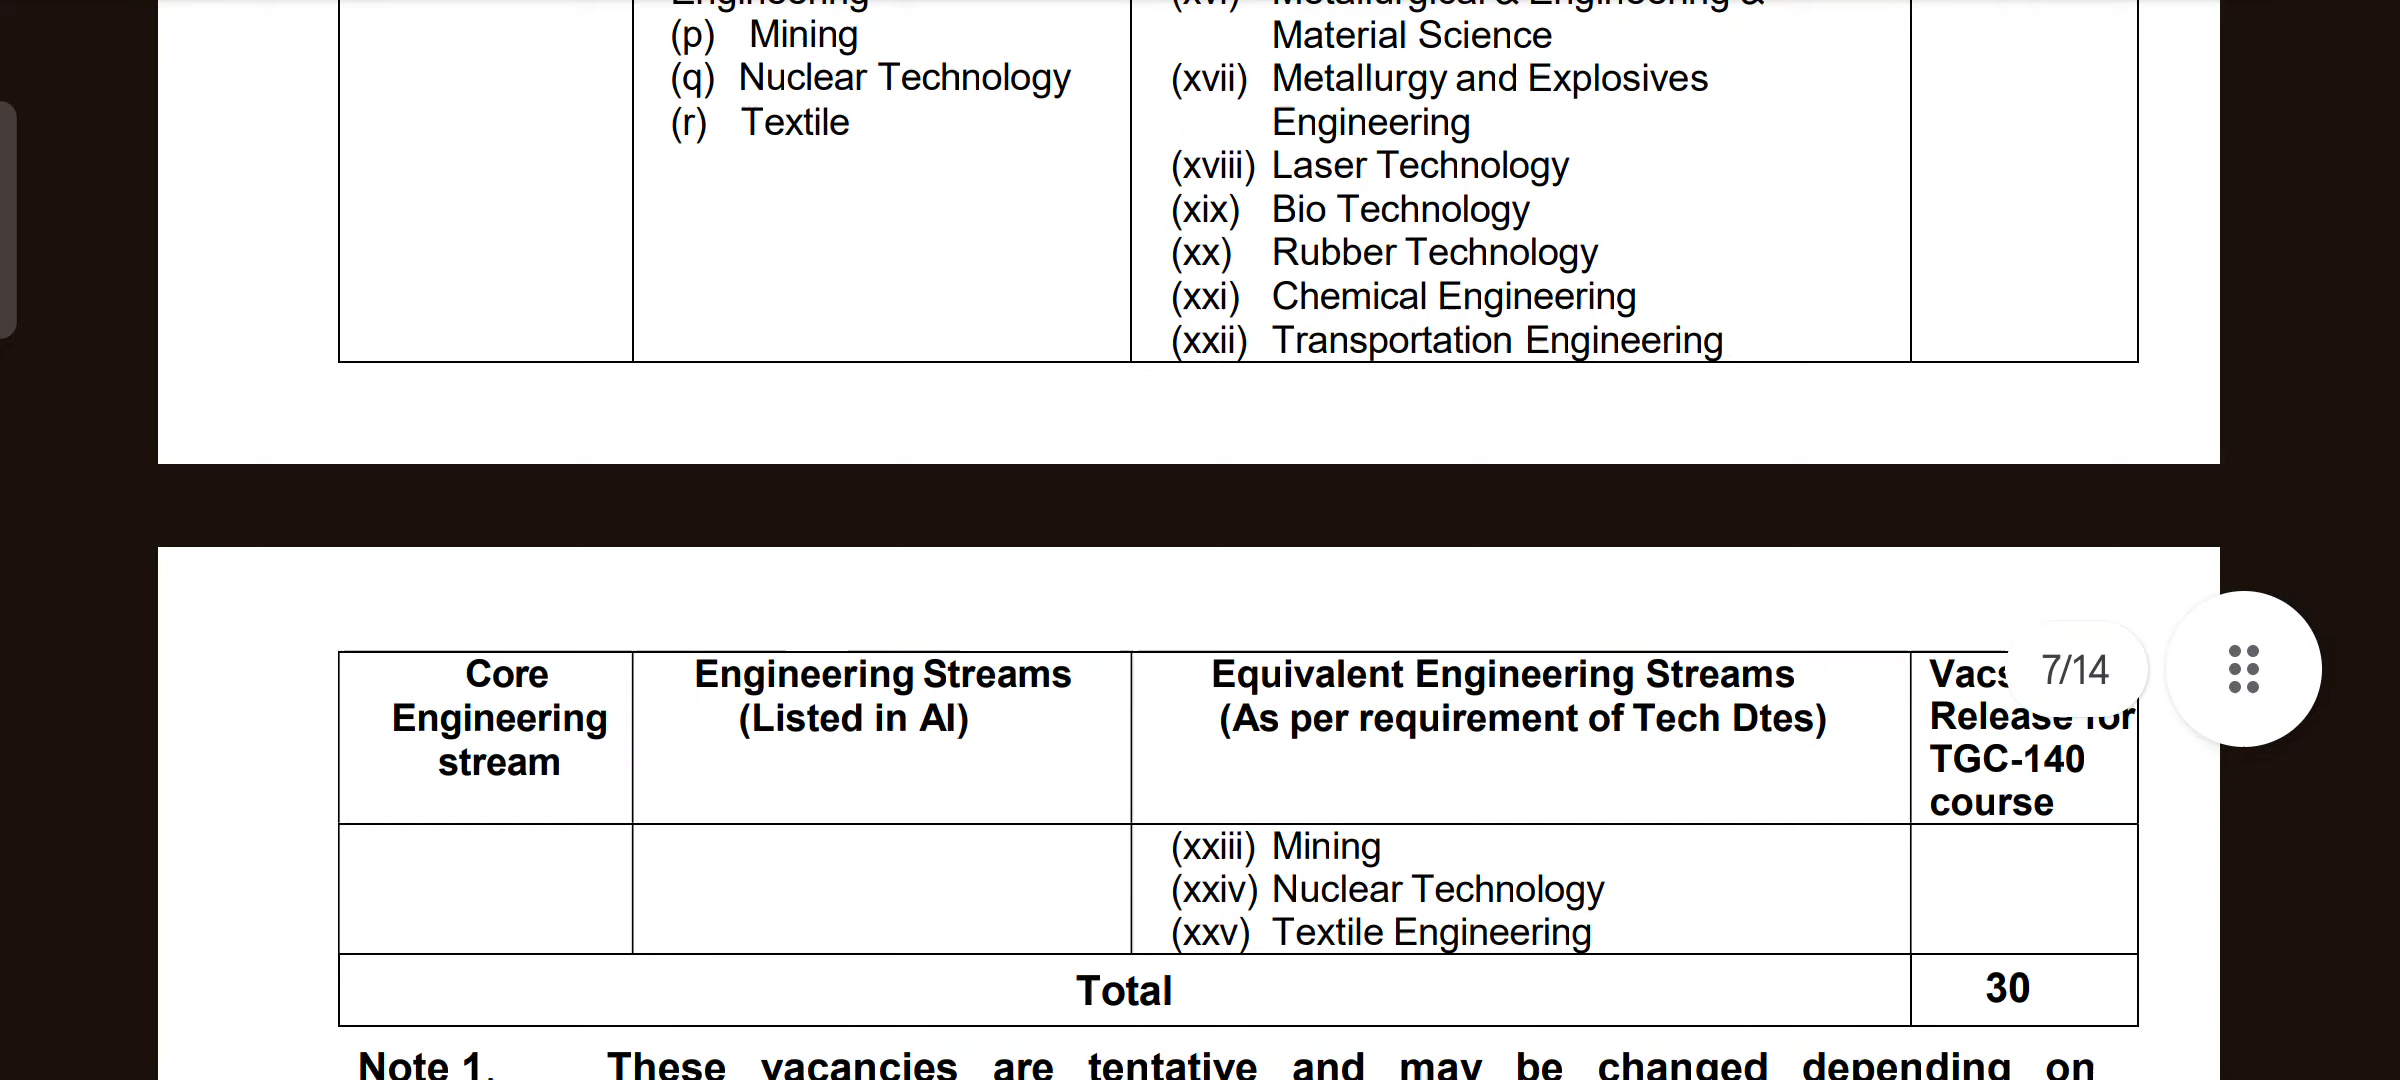 (p) Mining
(q) Nuclear Technology
(r) Textile
Material Science
(xvii) Metallurgy and Explosives
Engineering
(xviii) Laser Technology
(xix) Bio Technology
(xx) Rubber Technology
(xxi) Chemical Engineering
(xxii) Transportation Engineering
Core
Engineering
stream
Engineering Streams
(Listed in AI)
Equivalent Engineering Streams
(As per requirement of Tech Dtes)
Release for
TGC-140
course
7/14
(xxiii) Mining
(xxiv) Nuclear Technology
(xxv) Textile Engineering
Total 30
Note 1. These vacancies are tentative and may be changed depending on